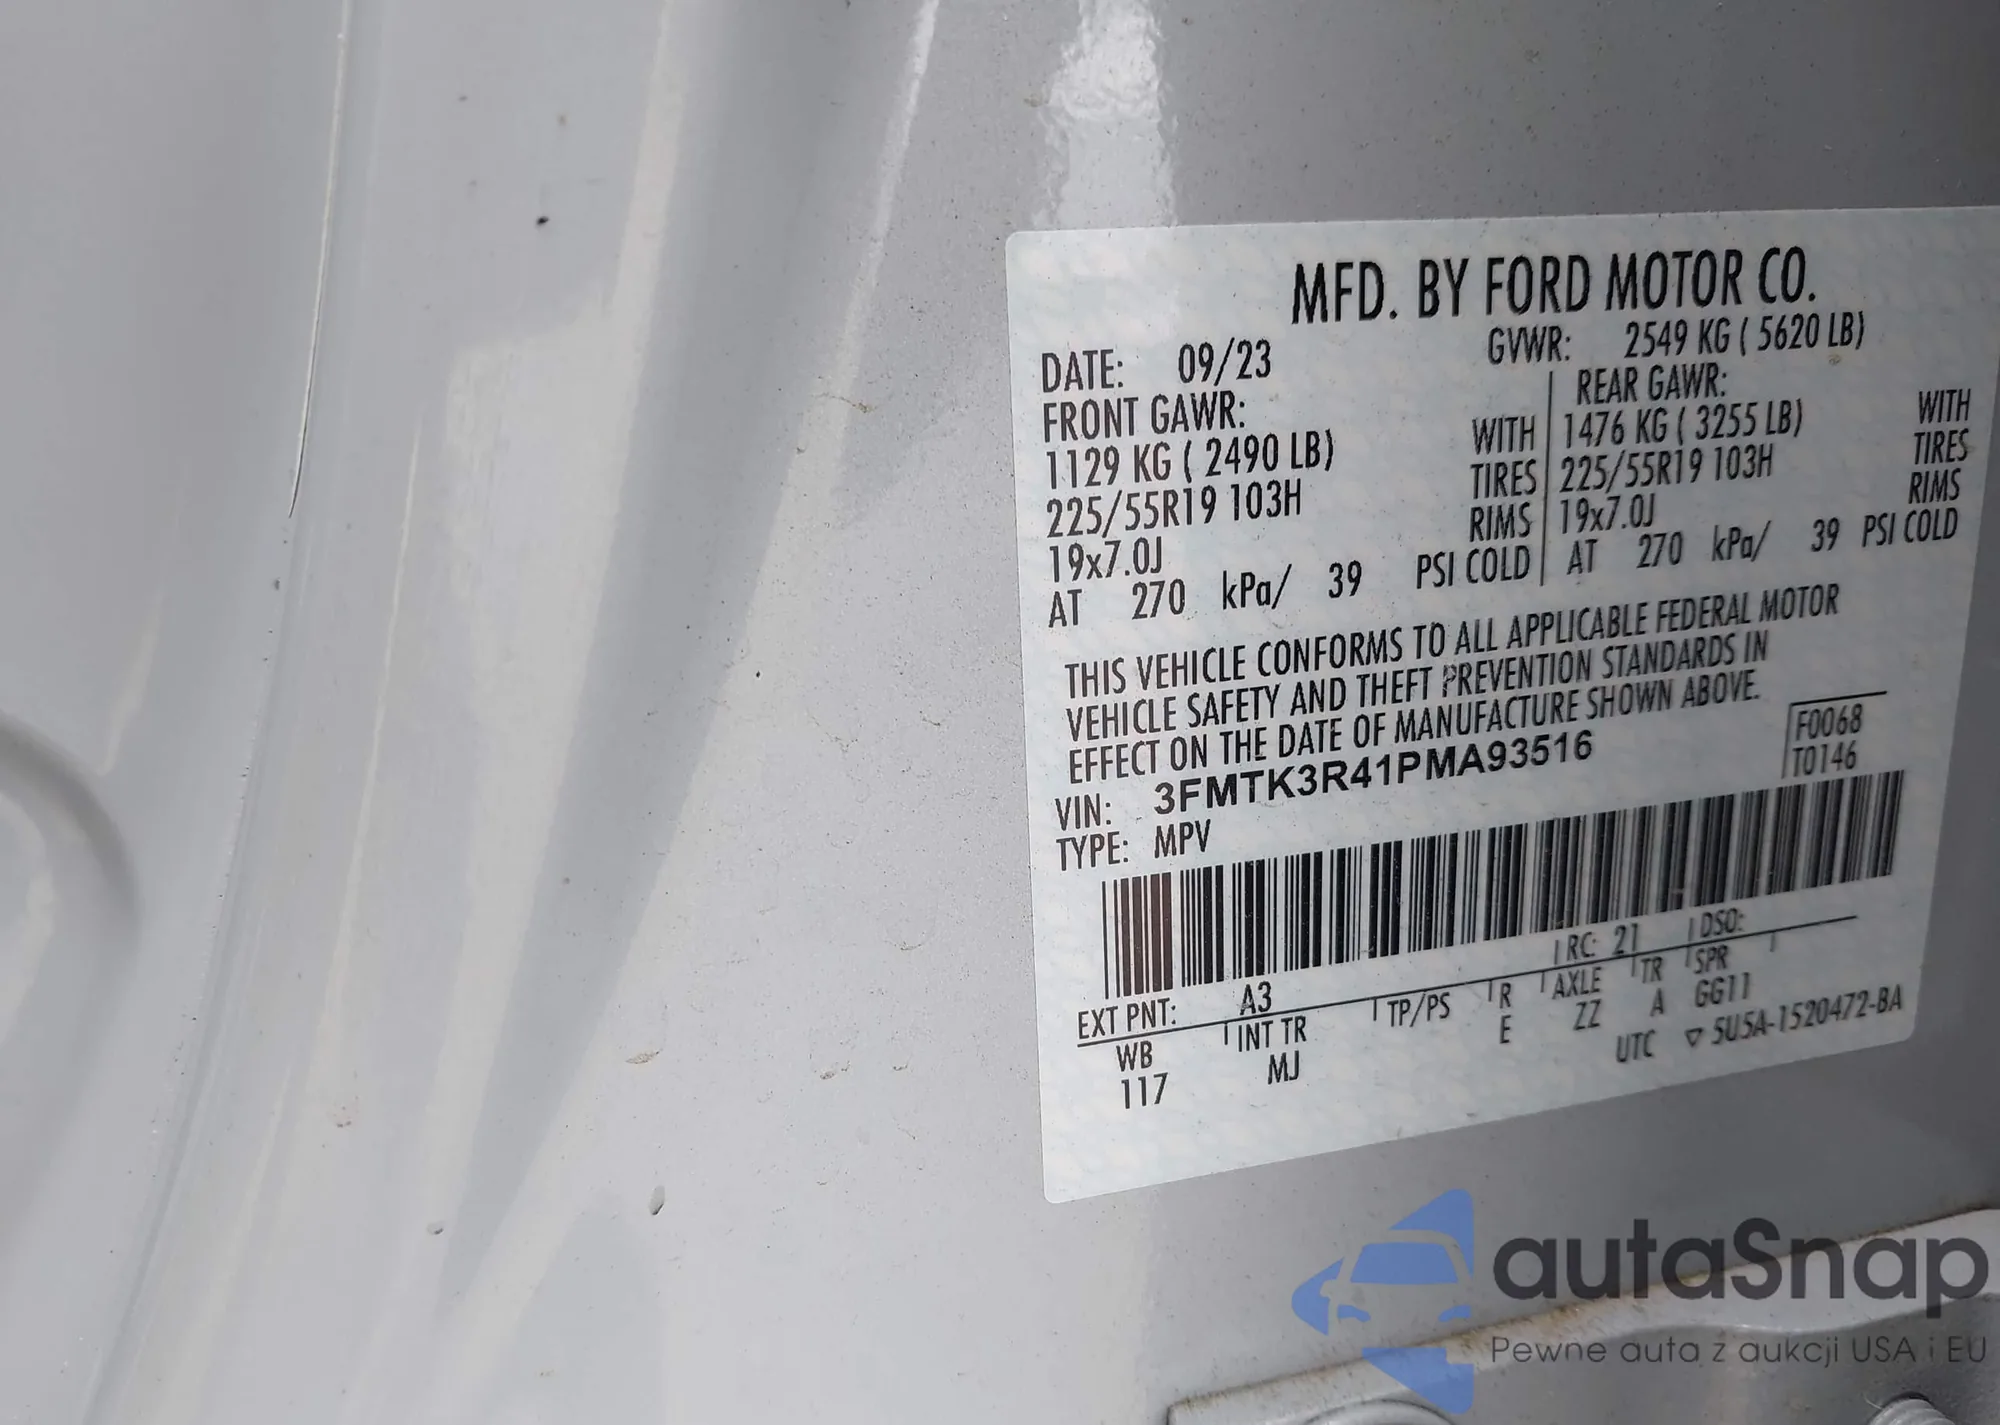 MFD. BY FORD MOTOR CO.
DATE: 09/23 GVWR: 2549 KG ( 5620 LB)
FRONT GAWR: REAR GAWR:
1129 KG ( 2490 LB) WITH 1476 KG ( 3255 LB) WITH
225/55R19 103H TIRES 225/55R19 103H TIRES
19x7.0J RIMS 19x7.0J RIMS
AT 270 kPa/ 39 PSI COLD AT 270 kPa/ 39 PSI COLD
THIS VEHICLE CONFORMS TO ALL APPLICABLE FEDERAL MOTOR
VEHICLE SAFETY AND THEFT PREVENTION STANDARDS IN
EFFECT ON THE DATE OF MANUFACTURE SHOWN ABOVE.
F0068
VIN: 3FMTK3R41PMA93516
T0146
TYPE: MPV
EXT PNT: A3 RC: 21 DSO:
WB INT TR TP/PS R AXLE TR SPR
117 MJ E ZZ A GG11
UTC ▽ 5U5A-1520472-BA
autaSnap
Pewne auta z aukcji USA i EU